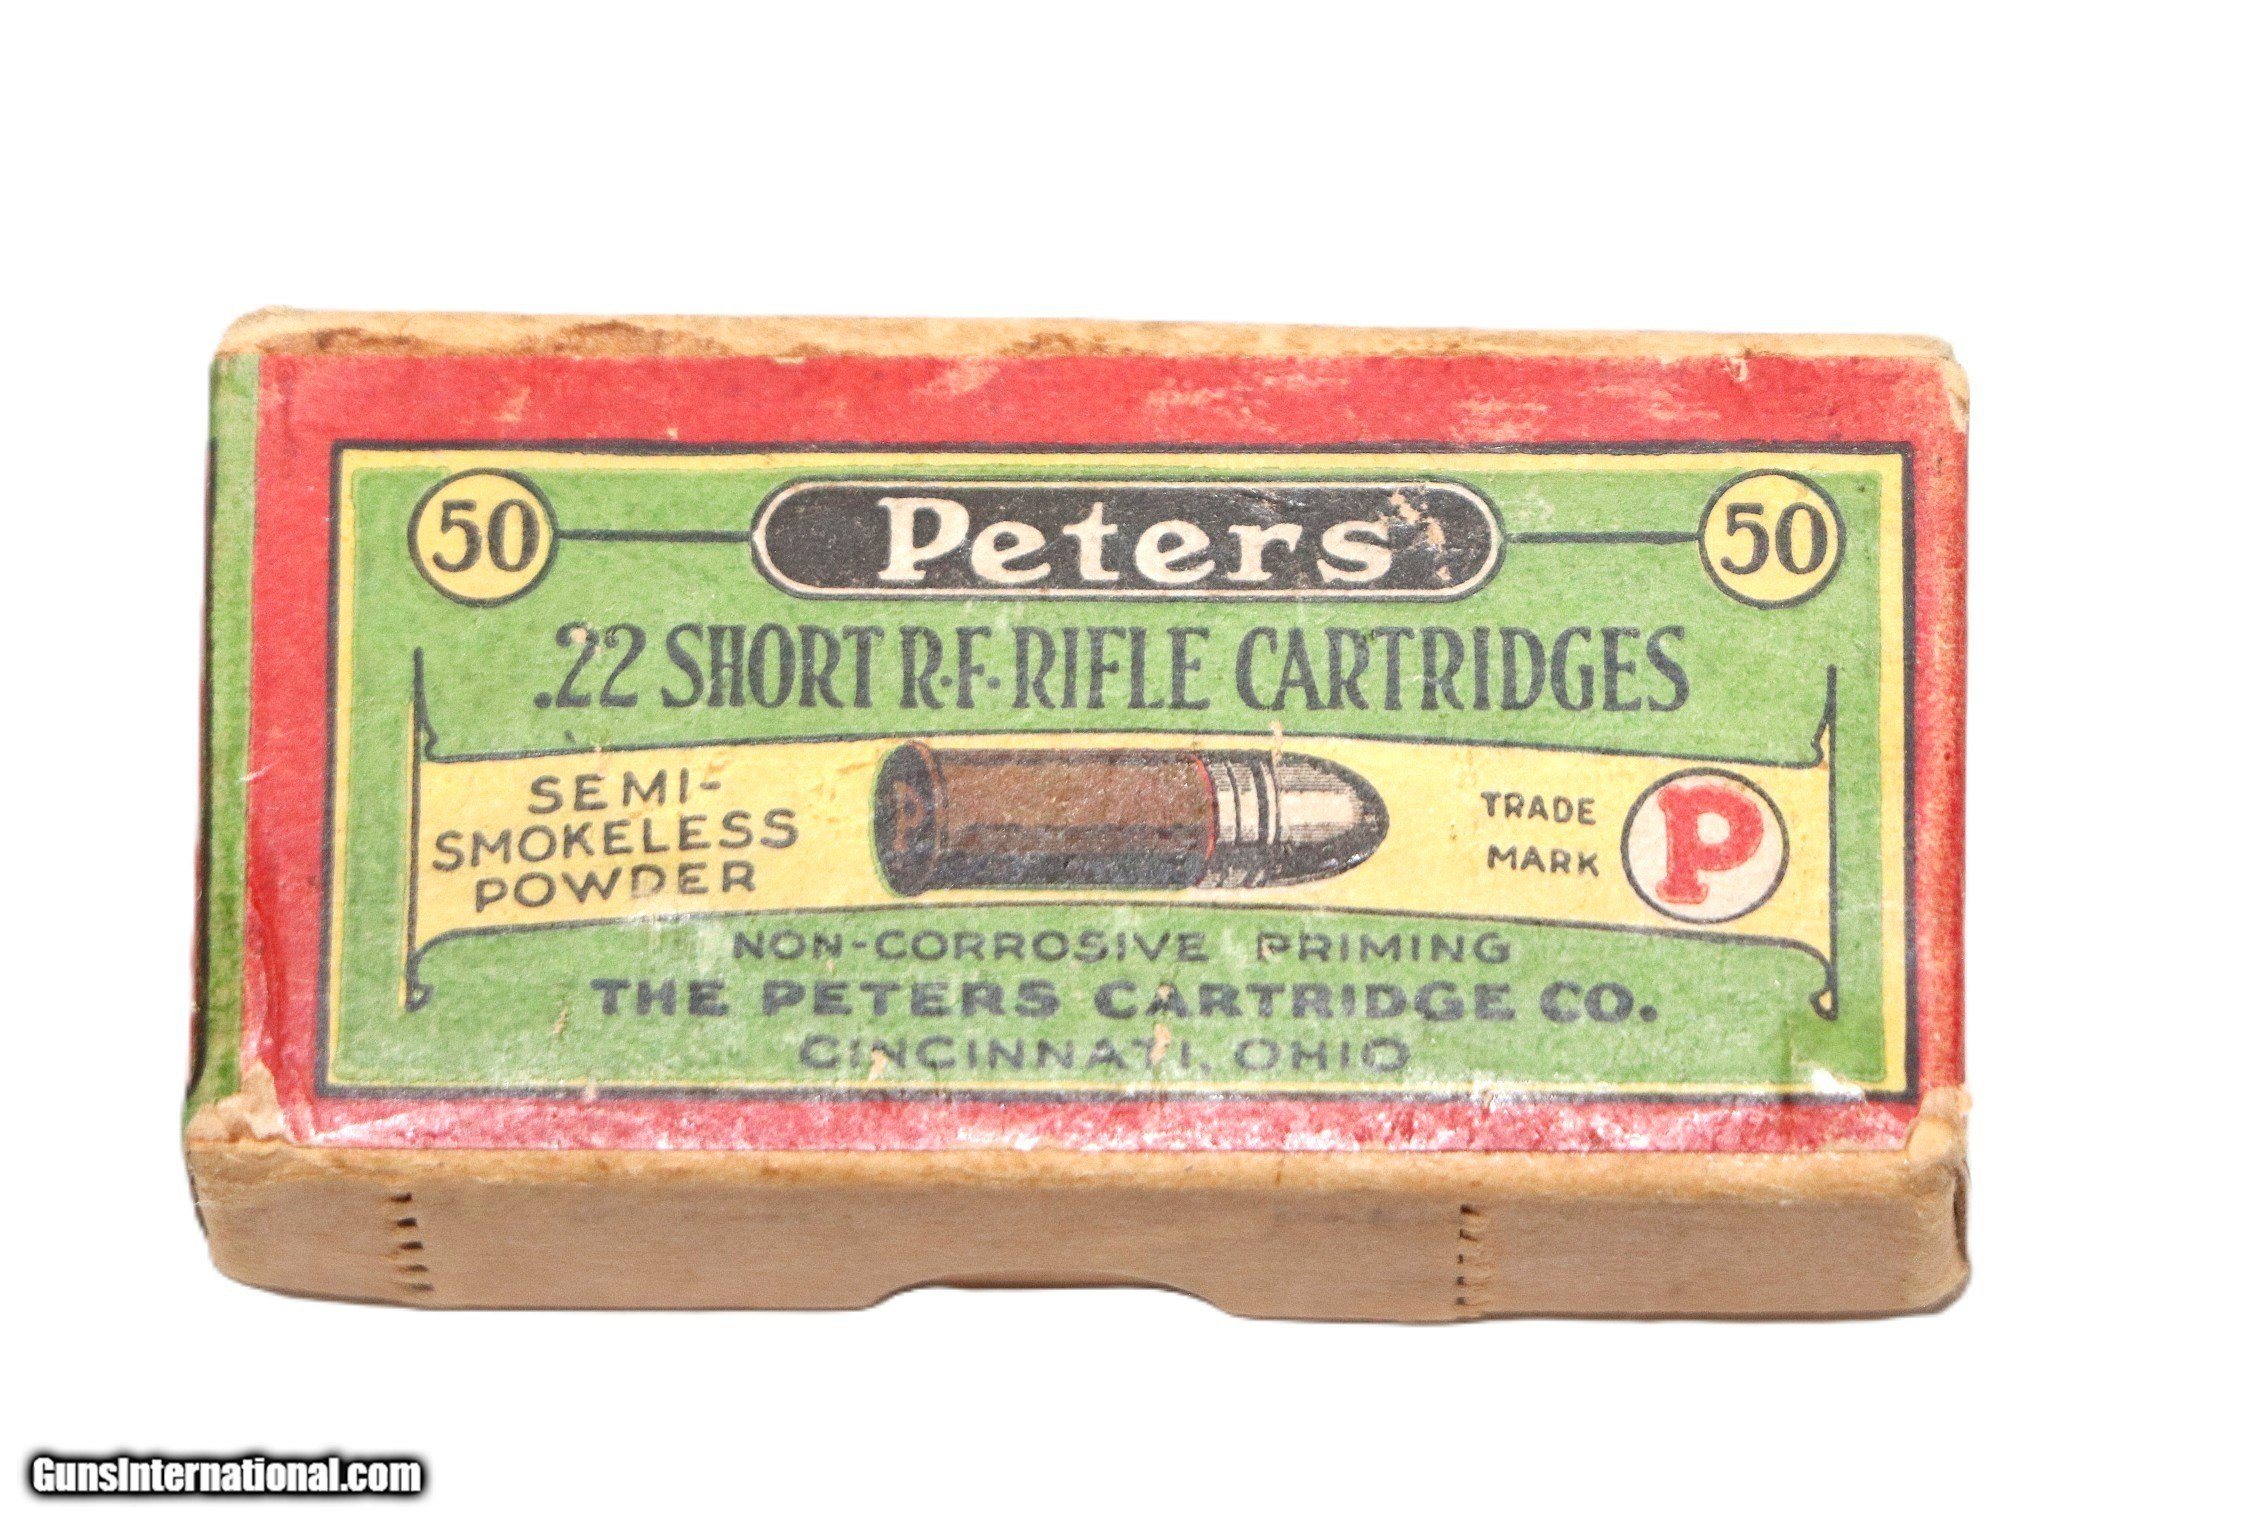 50 Peters 50
.22 SHORT R·F· RIFLE CARTRIDGES
SEMI-
SMOKELESS
POWDER
P
TRADE
MARK
P
NON-CORROSIVE PRIMING
THE PETERS CARTRIDGE CO.
CINCINNATI, OHIO
GunsInternational.com